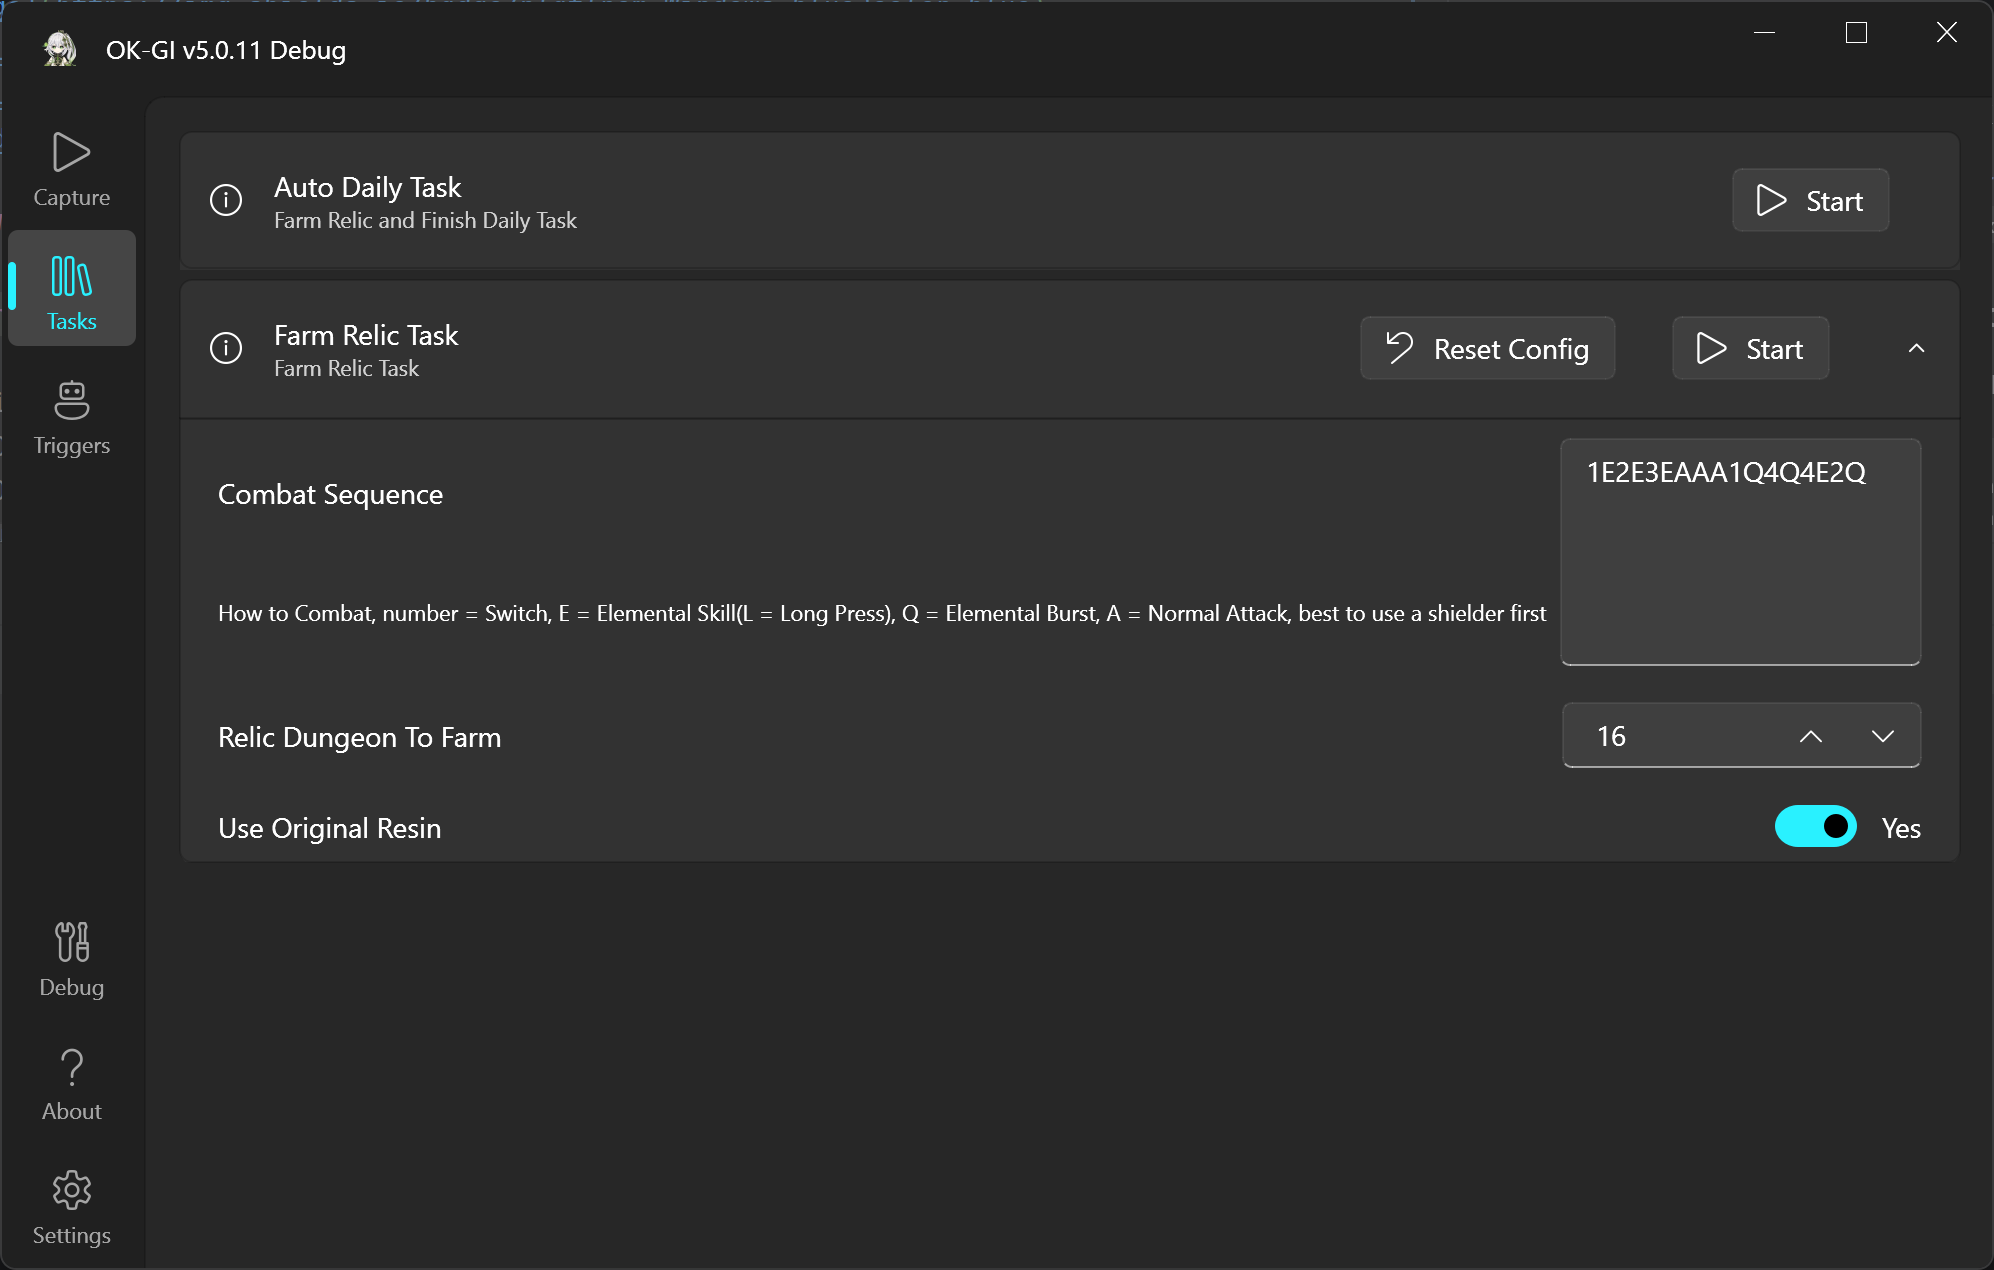 OK-GI v5.0.11 Debug
Capture
Tasks
Triggers
Debug
About
Settings
Auto Daily Task
Farm Relic and Finish Daily Task
Start
Farm Relic Task
Farm Relic Task
Reset Config
Start
Combat Sequence
1E2E3EAAA1Q4Q4E2Q
How to Combat, number = Switch, E = Elemental Skill(L = Long Press), Q = Elemental Burst, A = Normal Attack, best to use a shielder first
Relic Dungeon To Farm
16
Use Original Resin
Yes